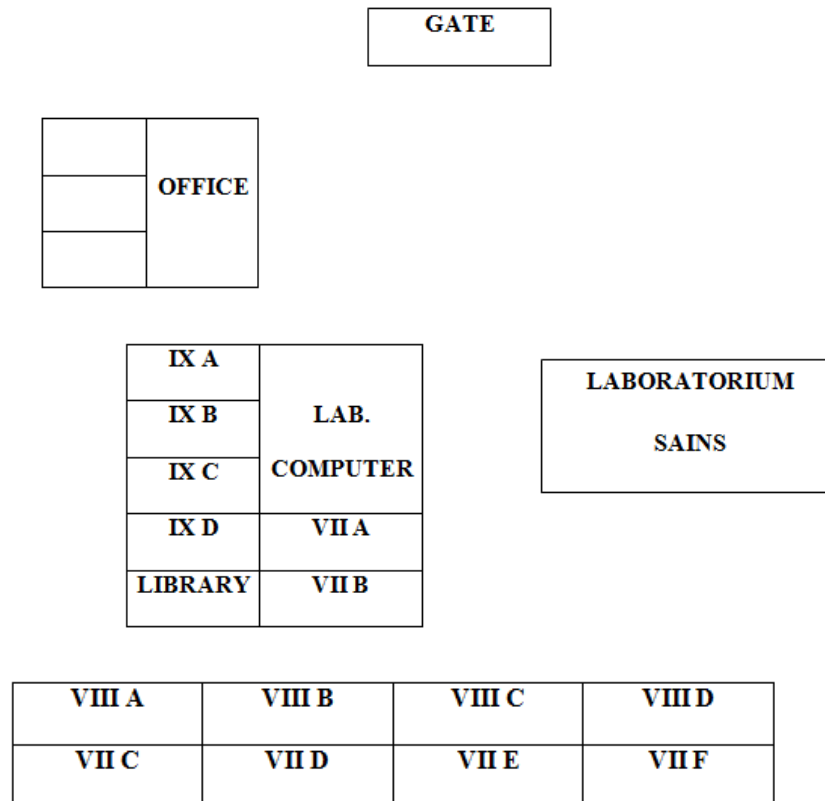 GATE
OFFICE
IX A
IX B
IX C
IX D
LIBRARY
LAB.
COMPUTER
VII A
VII B
LABORATORIUM
SAINS
VIII A
VIII B
VIII C
VIII D
VII C
VII D
VII E
VII F